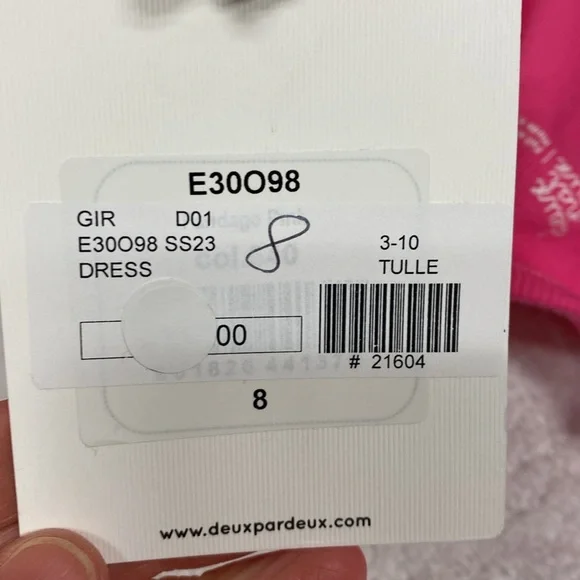 E30O98
GIR D01
E30O98 SS23 8 3-10
DRESS TULLE
00
# 21604
8
www.deuxpardeux.com